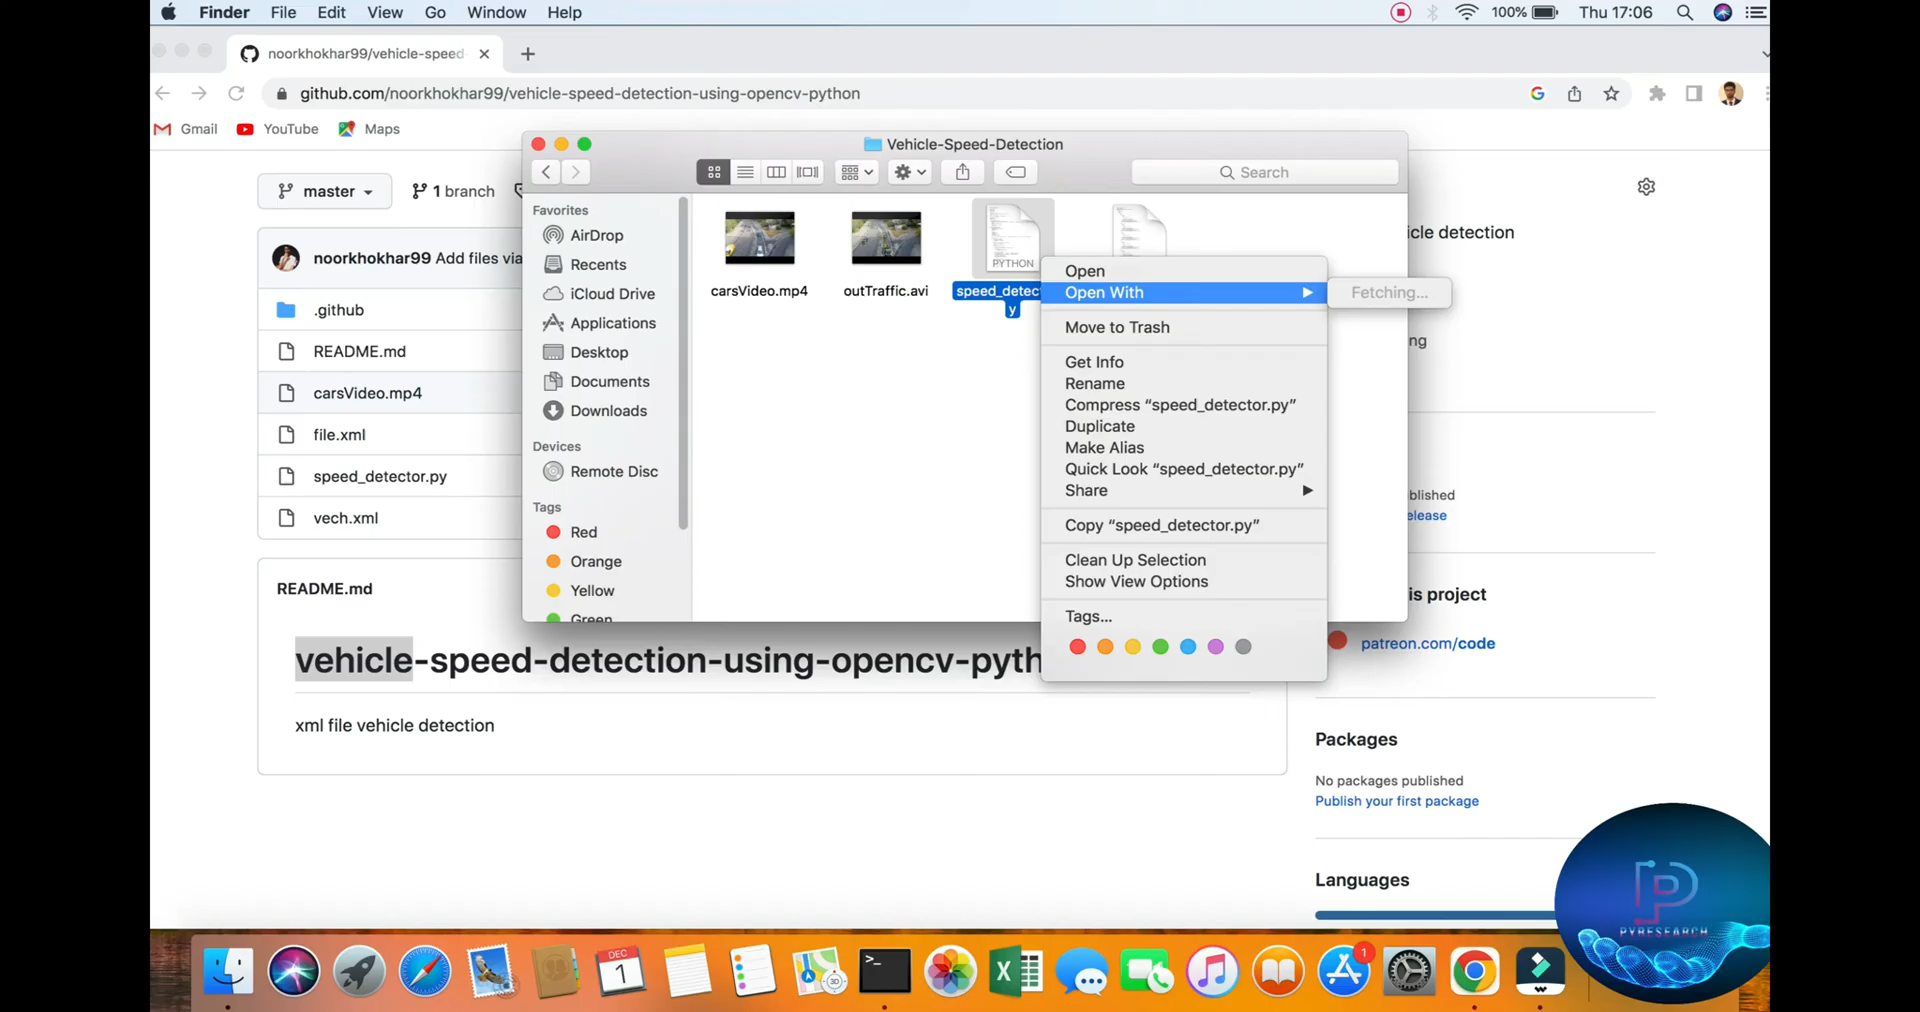 Finder File Edit View Go Window Help 100% Thu 17:06
noorkhokhar99/vehicle-speed-
github.com/noorkhokhar99/vehicle-speed-detection-using-opencv-python
Gmail YouTube Maps
Vehicle-Speed-Detection
Search
master
1 branch
noorkhokhar99 Add files via
.github
README.md
carsVideo.mp4
file.xml
speed_detector.py
vech.xml
README.md
vehicle-speed-detection-using-opencv-pyth
xml file vehicle detection
Favorites
AirDrop
Recents
iCloud Drive
Applications
Desktop
Documents
Downloads
Devices
Remote Disc
Tags
Red
Orange
Yellow
Green
carsVideo.mp4
outTraffic.avi
PYTHON
speed_detect
y
Open
Open With
Fetching...
Move to Trash
Get Info
Rename
Compress “speed_detector.py”
Duplicate
Make Alias
Quick Look “speed_detector.py”
Share
Copy “speed_detector.py”
Clean Up Selection
Show View Options
Tags...
icle detection
ng
blished
elease
is project
patreon.com/code
Packages
No packages published
Publish your first package
Languages
PYRESEARCH
DEC
1
3D
1